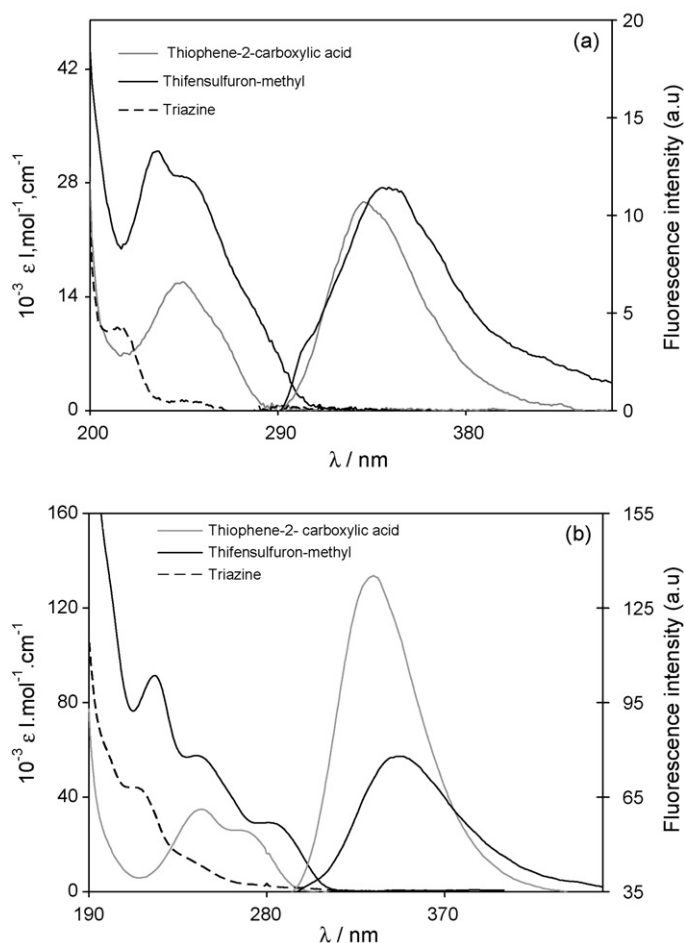 (a)
Thiophene-2-carboxylic acid
Thifensulfuron-methyl
Triazine
42
28
14
0
20
15
10
5
0
10⁻³ ε l,mol⁻¹,cm⁻¹
Fluorescence intensity (a.u)
200 290 380
λ / nm
(b)
Thiophene-2- carboxylic acid
Thifensulfuron-methyl
Triazine
160
120
80
40
0
155
135
125
95
65
35
10⁻³ ε l.mol⁻¹.cm⁻¹
Fluorescence intensity (a.u)
190 280 370
λ / nm